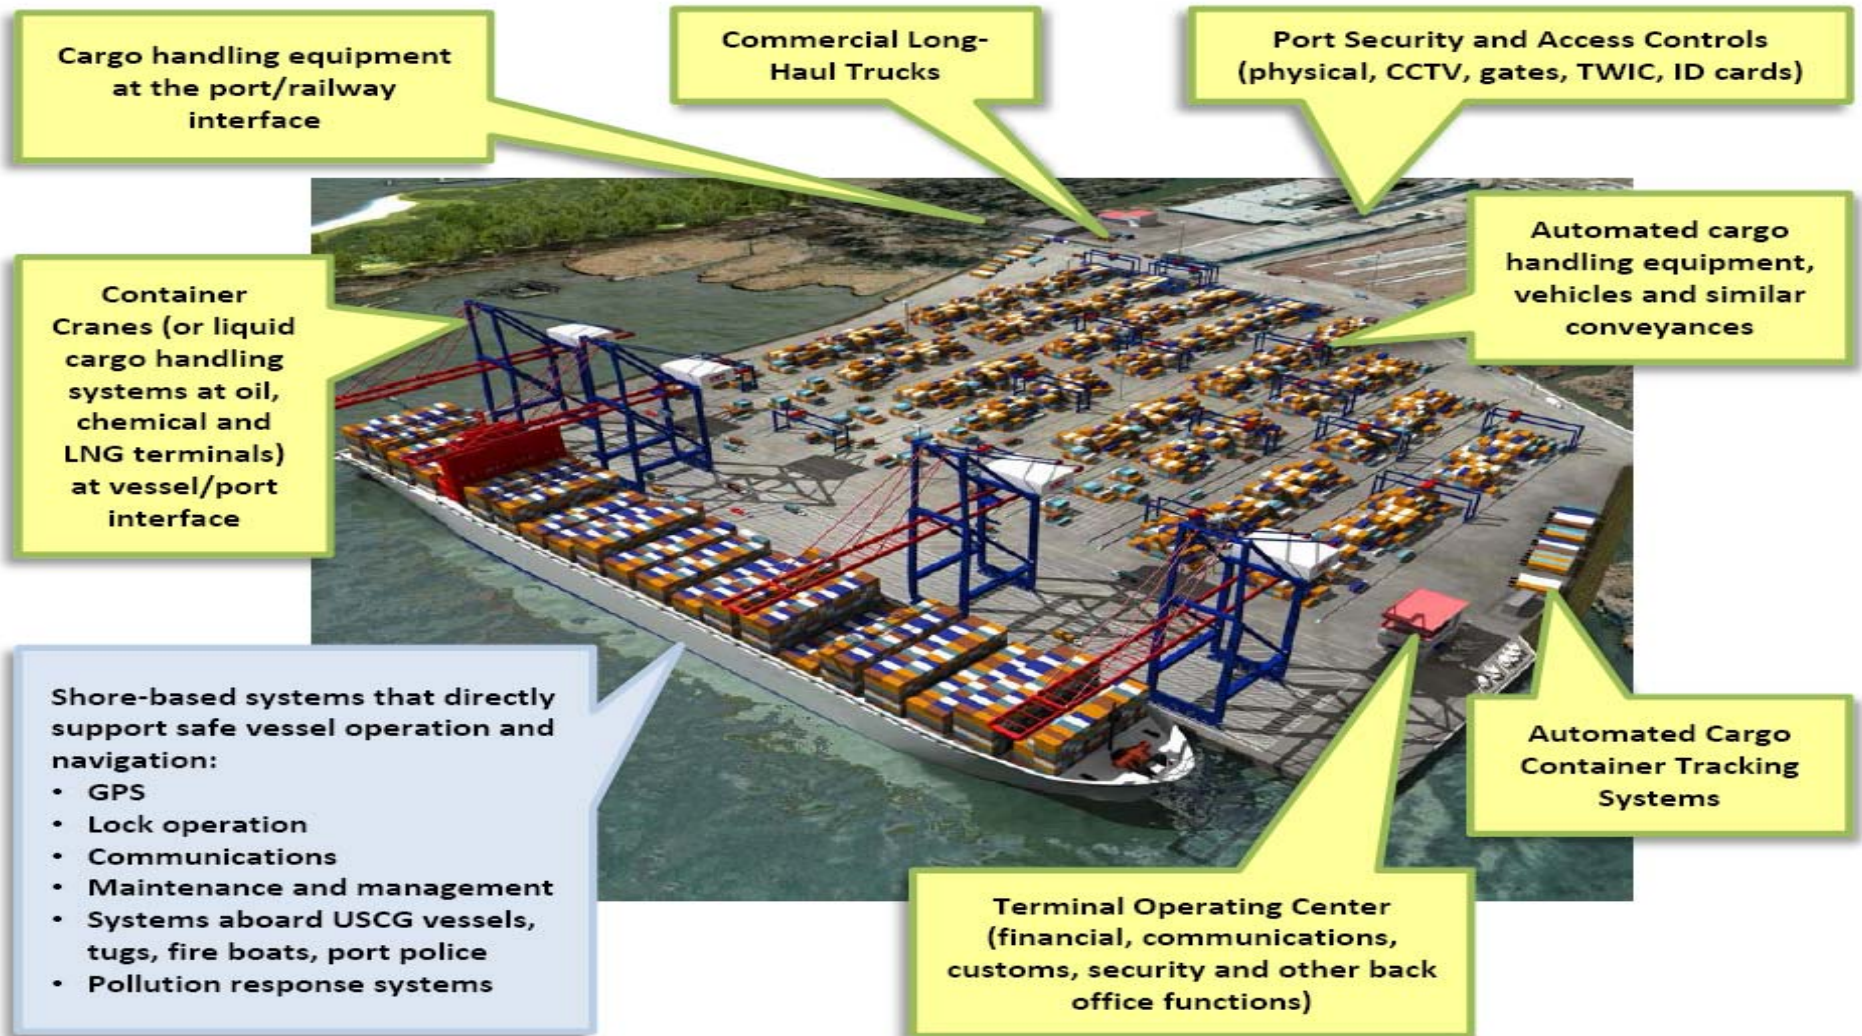 Cargo handling equipment
at the port/railway
interface
Commercial Long-
Haul Trucks
Port Security and Access Controls
(physical, CCTV, gates, TWIC, ID cards)
Automated cargo
handling equipment,
vehicles and similar
conveyances
Container
Cranes (or liquid
cargo handling
systems at oil,
chemical and
LNG terminals)
at vessel/port
interface
Shore-based systems that directly
support safe vessel operation and
navigation:
• GPS
• Lock operation
• Communications
• Maintenance and management
• Systems aboard USCG vessels,
tugs, fire boats, port police
• Pollution response systems
Automated Cargo
Container Tracking
Systems
Terminal Operating Center
(financial, communications,
customs, security and other back
office functions)